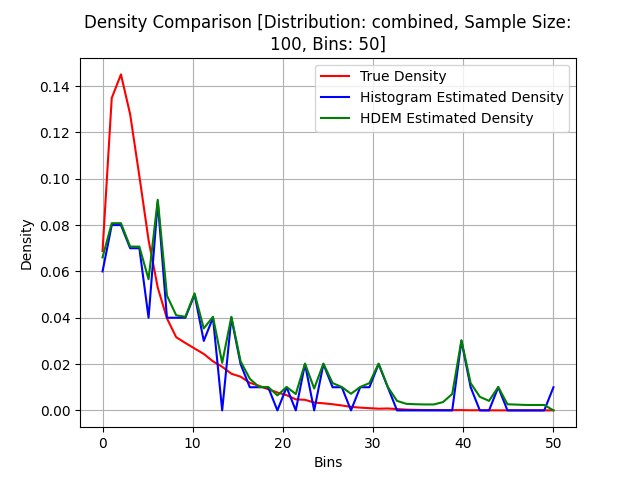 Density Comparison [Distribution: combined, Sample Size:
100, Bins: 50]
True Density
Histogram Estimated Density
HDEM Estimated Density
Density
0.14
0.12
0.10
0.08
0.06
0.04
0.02
0.00
0 10 20 30 40 50
Bins